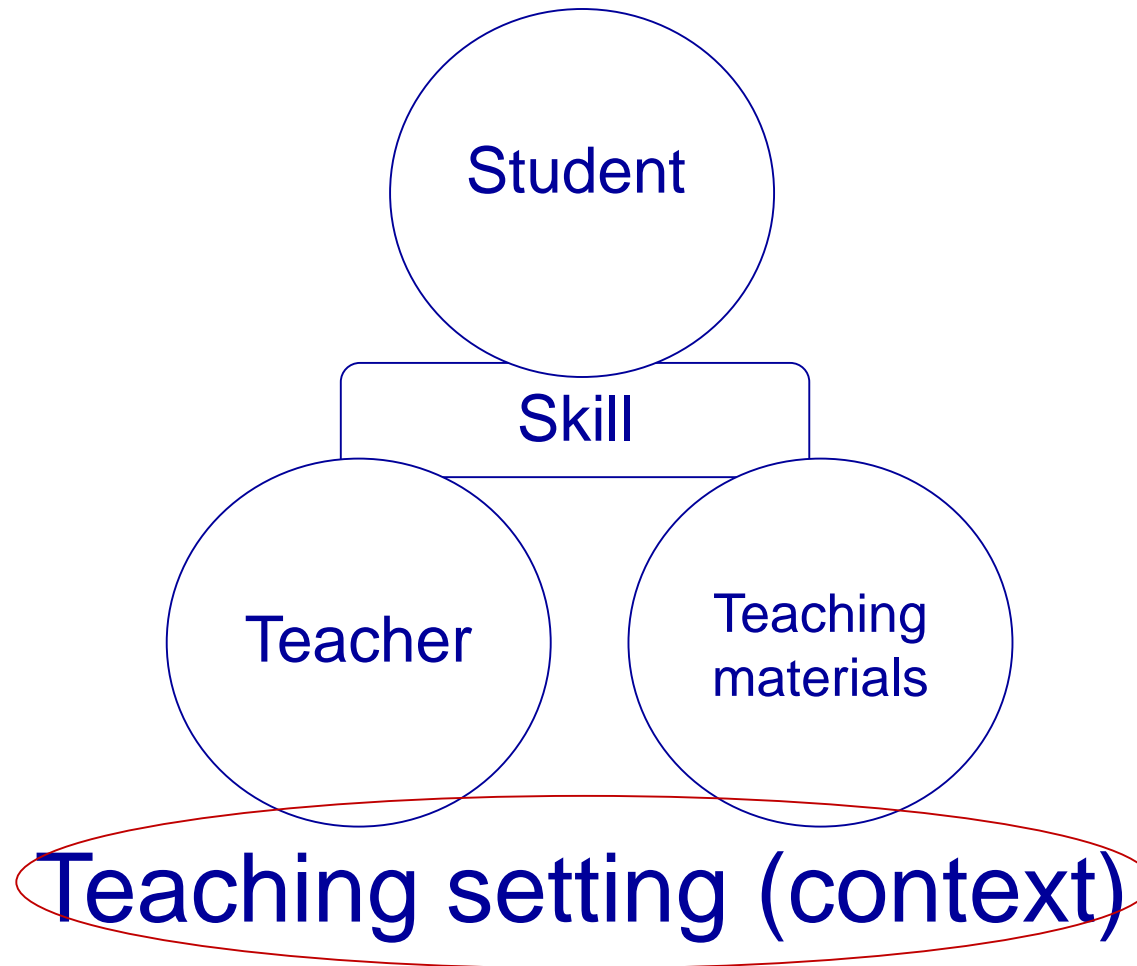 Student
Skill
Teacher
Teaching
materials
Teaching setting (context)